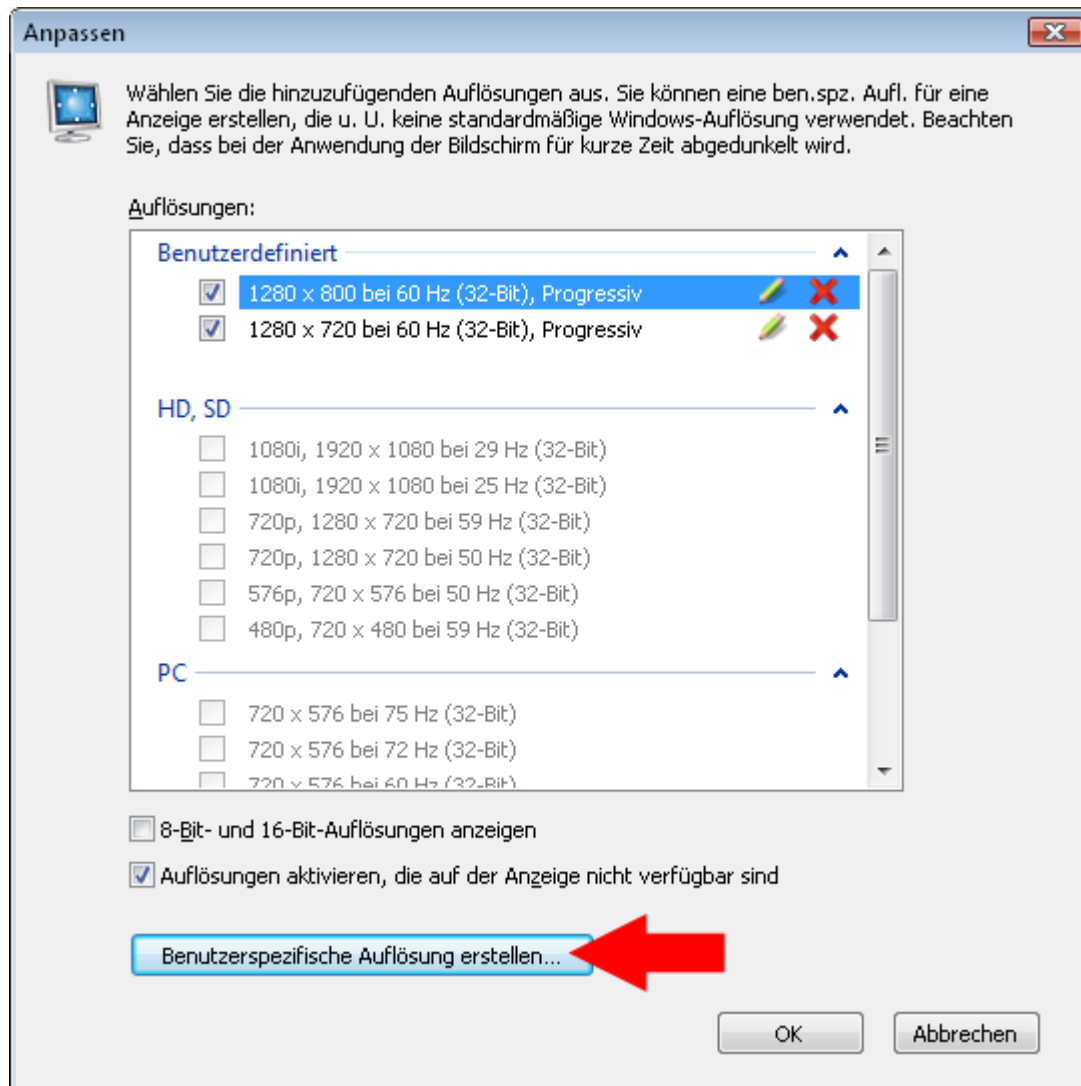 Anpassen
Wählen Sie die hinzuzufügenden Auflösungen aus. Sie können eine ben.spz. Aufl. für eine
Anzeige erstellen, die u. U. keine standardmäßige Windows-Auflösung verwendet. Beachten
Sie, dass bei der Anwendung der Bildschirm für kurze Zeit abgedunkelt wird.
Auflösungen:
Benutzerdefiniert
1280 x 800 bei 60 Hz (32-Bit), Progressiv
1280 x 720 bei 60 Hz (32-Bit), Progressiv
HD, SD
1080i, 1920 x 1080 bei 29 Hz (32-Bit)
1080i, 1920 x 1080 bei 25 Hz (32-Bit)
720p, 1280 x 720 bei 59 Hz (32-Bit)
720p, 1280 x 720 bei 50 Hz (32-Bit)
576p, 720 x 576 bei 50 Hz (32-Bit)
480p, 720 x 480 bei 59 Hz (32-Bit)
PC
720 x 576 bei 75 Hz (32-Bit)
720 x 576 bei 72 Hz (32-Bit)
720 x 576 bei 60 Hz (32-Bit)
8-Bit- und 16-Bit-Auflösungen anzeigen
Auflösungen aktivieren, die auf der Anzeige nicht verfügbar sind
Benutzerspezifische Auflösung erstellen...
OK
Abbrechen